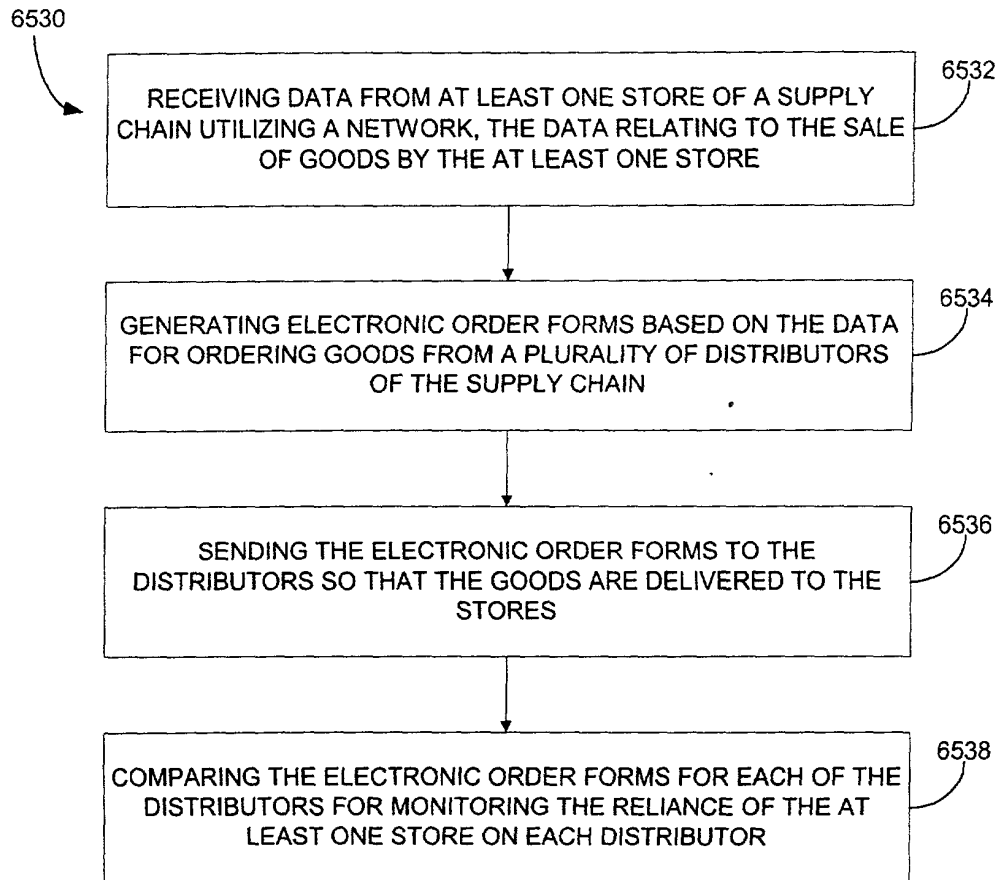 6530
6532
RECEIVING DATA FROM AT LEAST ONE STORE OF A SUPPLY
CHAIN UTILIZING A NETWORK, THE DATA RELATING TO THE SALE
OF GOODS BY THE AT LEAST ONE STORE
6534
GENERATING ELECTRONIC ORDER FORMS BASED ON THE DATA
FOR ORDERING GOODS FROM A PLURALITY OF DISTRIBUTORS
OF THE SUPPLY CHAIN
6536
SENDING THE ELECTRONIC ORDER FORMS TO THE
DISTRIBUTORS SO THAT THE GOODS ARE DELIVERED TO THE
STORES
6538
COMPARING THE ELECTRONIC ORDER FORMS FOR EACH OF THE
DISTRIBUTORS FOR MONITORING THE RELIANCE OF THE AT
LEAST ONE STORE ON EACH DISTRIBUTOR